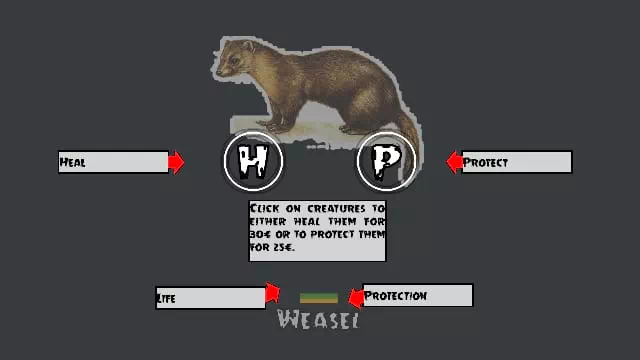 H P
Heal
Protect
Click on creatures to
either heal them for
30€ or to protect them
for 25€.
Life
Protection
Weasel